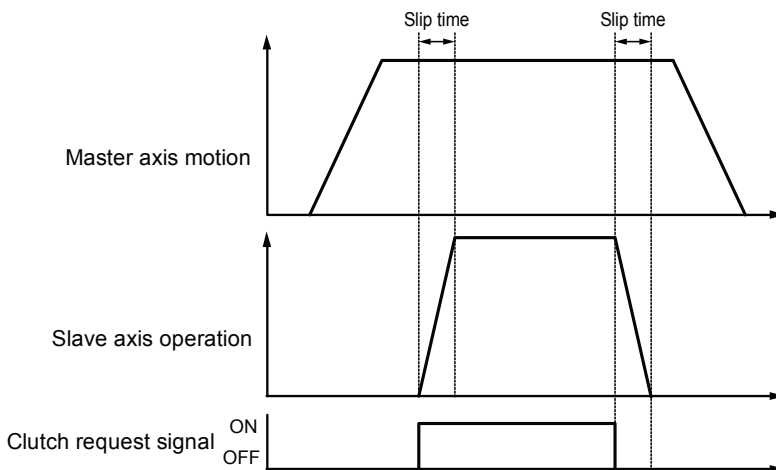 Slip time Slip time
Master axis motion
Slave axis operation
Clutch request signal ON
OFF